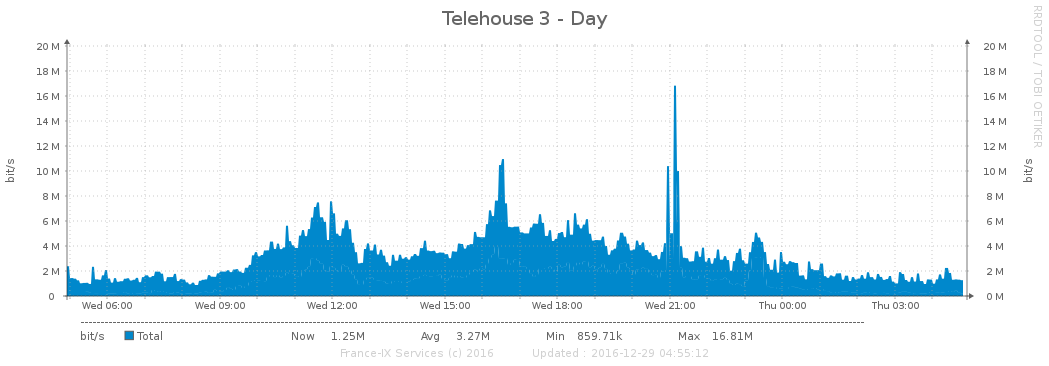 Telehouse 3 - Day
RRDTOOL / TOBI OETIKER
bit/s
bit/s
20 M 20 M
18 M 18 M
16 M 16 M
14 M 14 M
12 M 12 M
10 M 10 M
8 M 8 M
6 M 6 M
4 M 4 M
2 M 2 M
0 0 M
Wed 06:00 Wed 09:00 Wed 12:00 Wed 15:00 Wed 18:00 Wed 21:00 Thu 00:00 Thu 03:00
bit/s Total Now 1.25M Avg 3.27M Min 859.71k Max 16.81M
France-IX Services (c) 2016 Updated : 2016-12-29 04:55:12